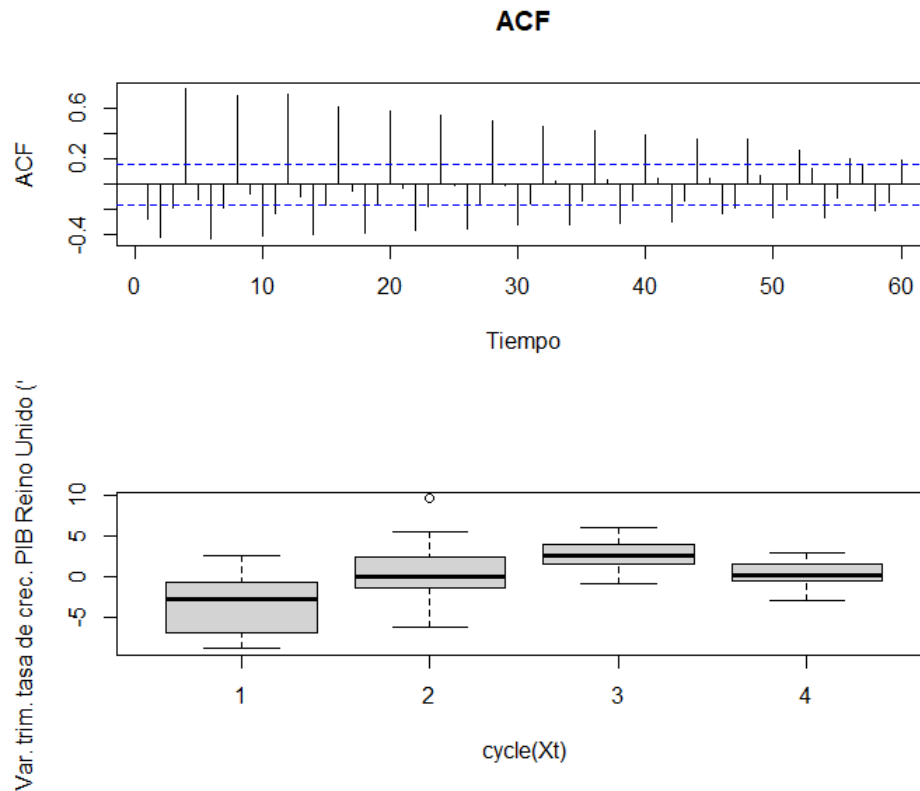 ACF
ACF
0.6
0.2
-0.4
0 10 20 30 40 50 60
Tiempo
Var. trim. tasa de crec. PIB Reino Unido ('
10
5
0
-5
1 2 3 4
cycle(Xt)